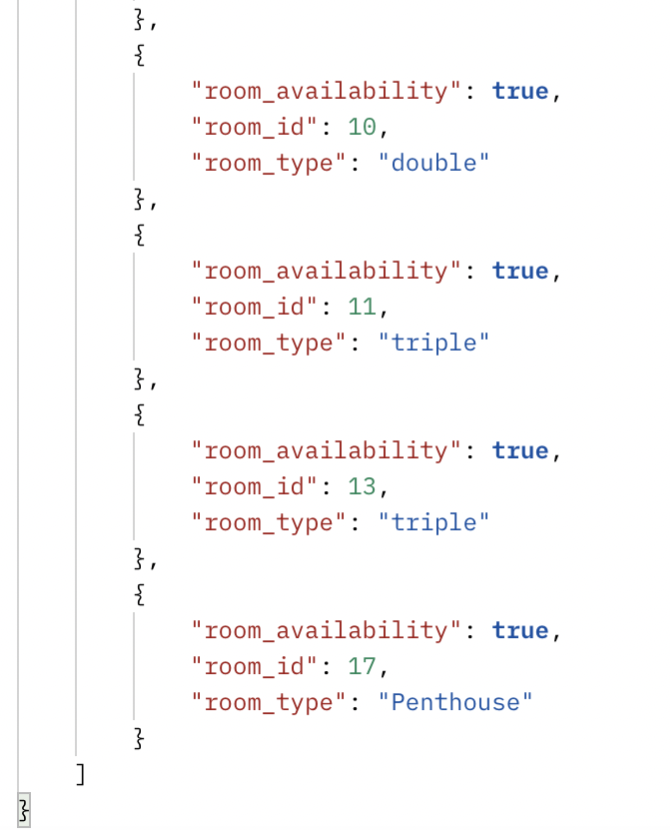 },
{
"room_availability": true,
"room_id": 10,
"room_type": "double"
},
{
"room_availability": true,
"room_id": 11,
"room_type": "triple"
},
{
"room_availability": true,
"room_id": 13,
"room_type": "triple"
},
{
"room_availability": true,
"room_id": 17,
"room_type": "Penthouse"
}
]
}